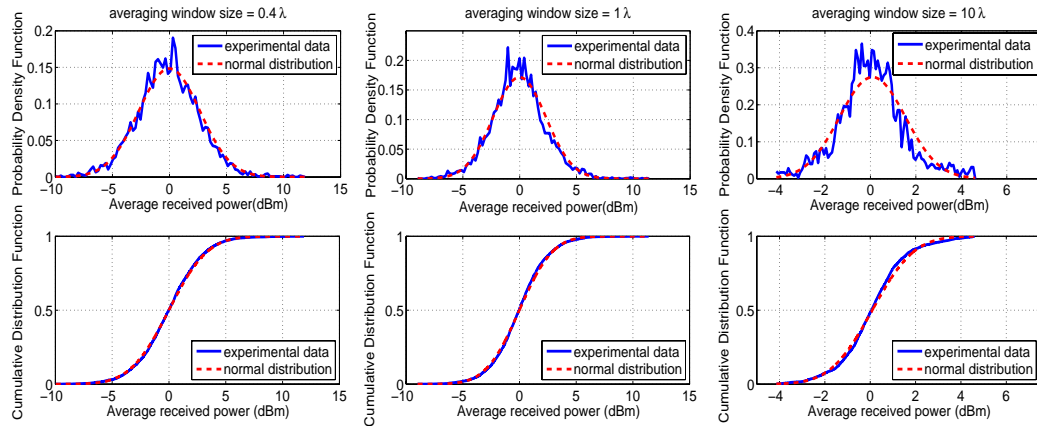 averaging window size = 0.4 λ
Probability Density Function
0.2
0.15
0.1
0.05
0
experimental data
normal distribution
−10
−5
0
5
10
15
Average received power(dBm)
averaging window size = 1 λ
Probability Density Function
0.2
0.15
0.1
0.05
0
experimental data
normal distribution
−10
−5
0
5
10
15
Average received power(dBm)
averaging window size = 10 λ
Probability Density Function
0.4
0.3
0.2
0.1
0
experimental data
normal distribution
−4
−2
0
2
4
6
Average received power(dBm)
Cumulative Distribution Function
1
0.5
0
experimental data
normal distribution
−10
−5
0
5
10
15
Average received power (dBm)
Cumulative Distribution Function
1
0.5
0
experimental data
normal distribution
−10
−5
0
5
10
15
Average received power (dBm)
Cumulative Distribution Function
1
0.5
0
experimental data
normal distribution
−4
−2
0
2
4
6
Average received power (dBm)